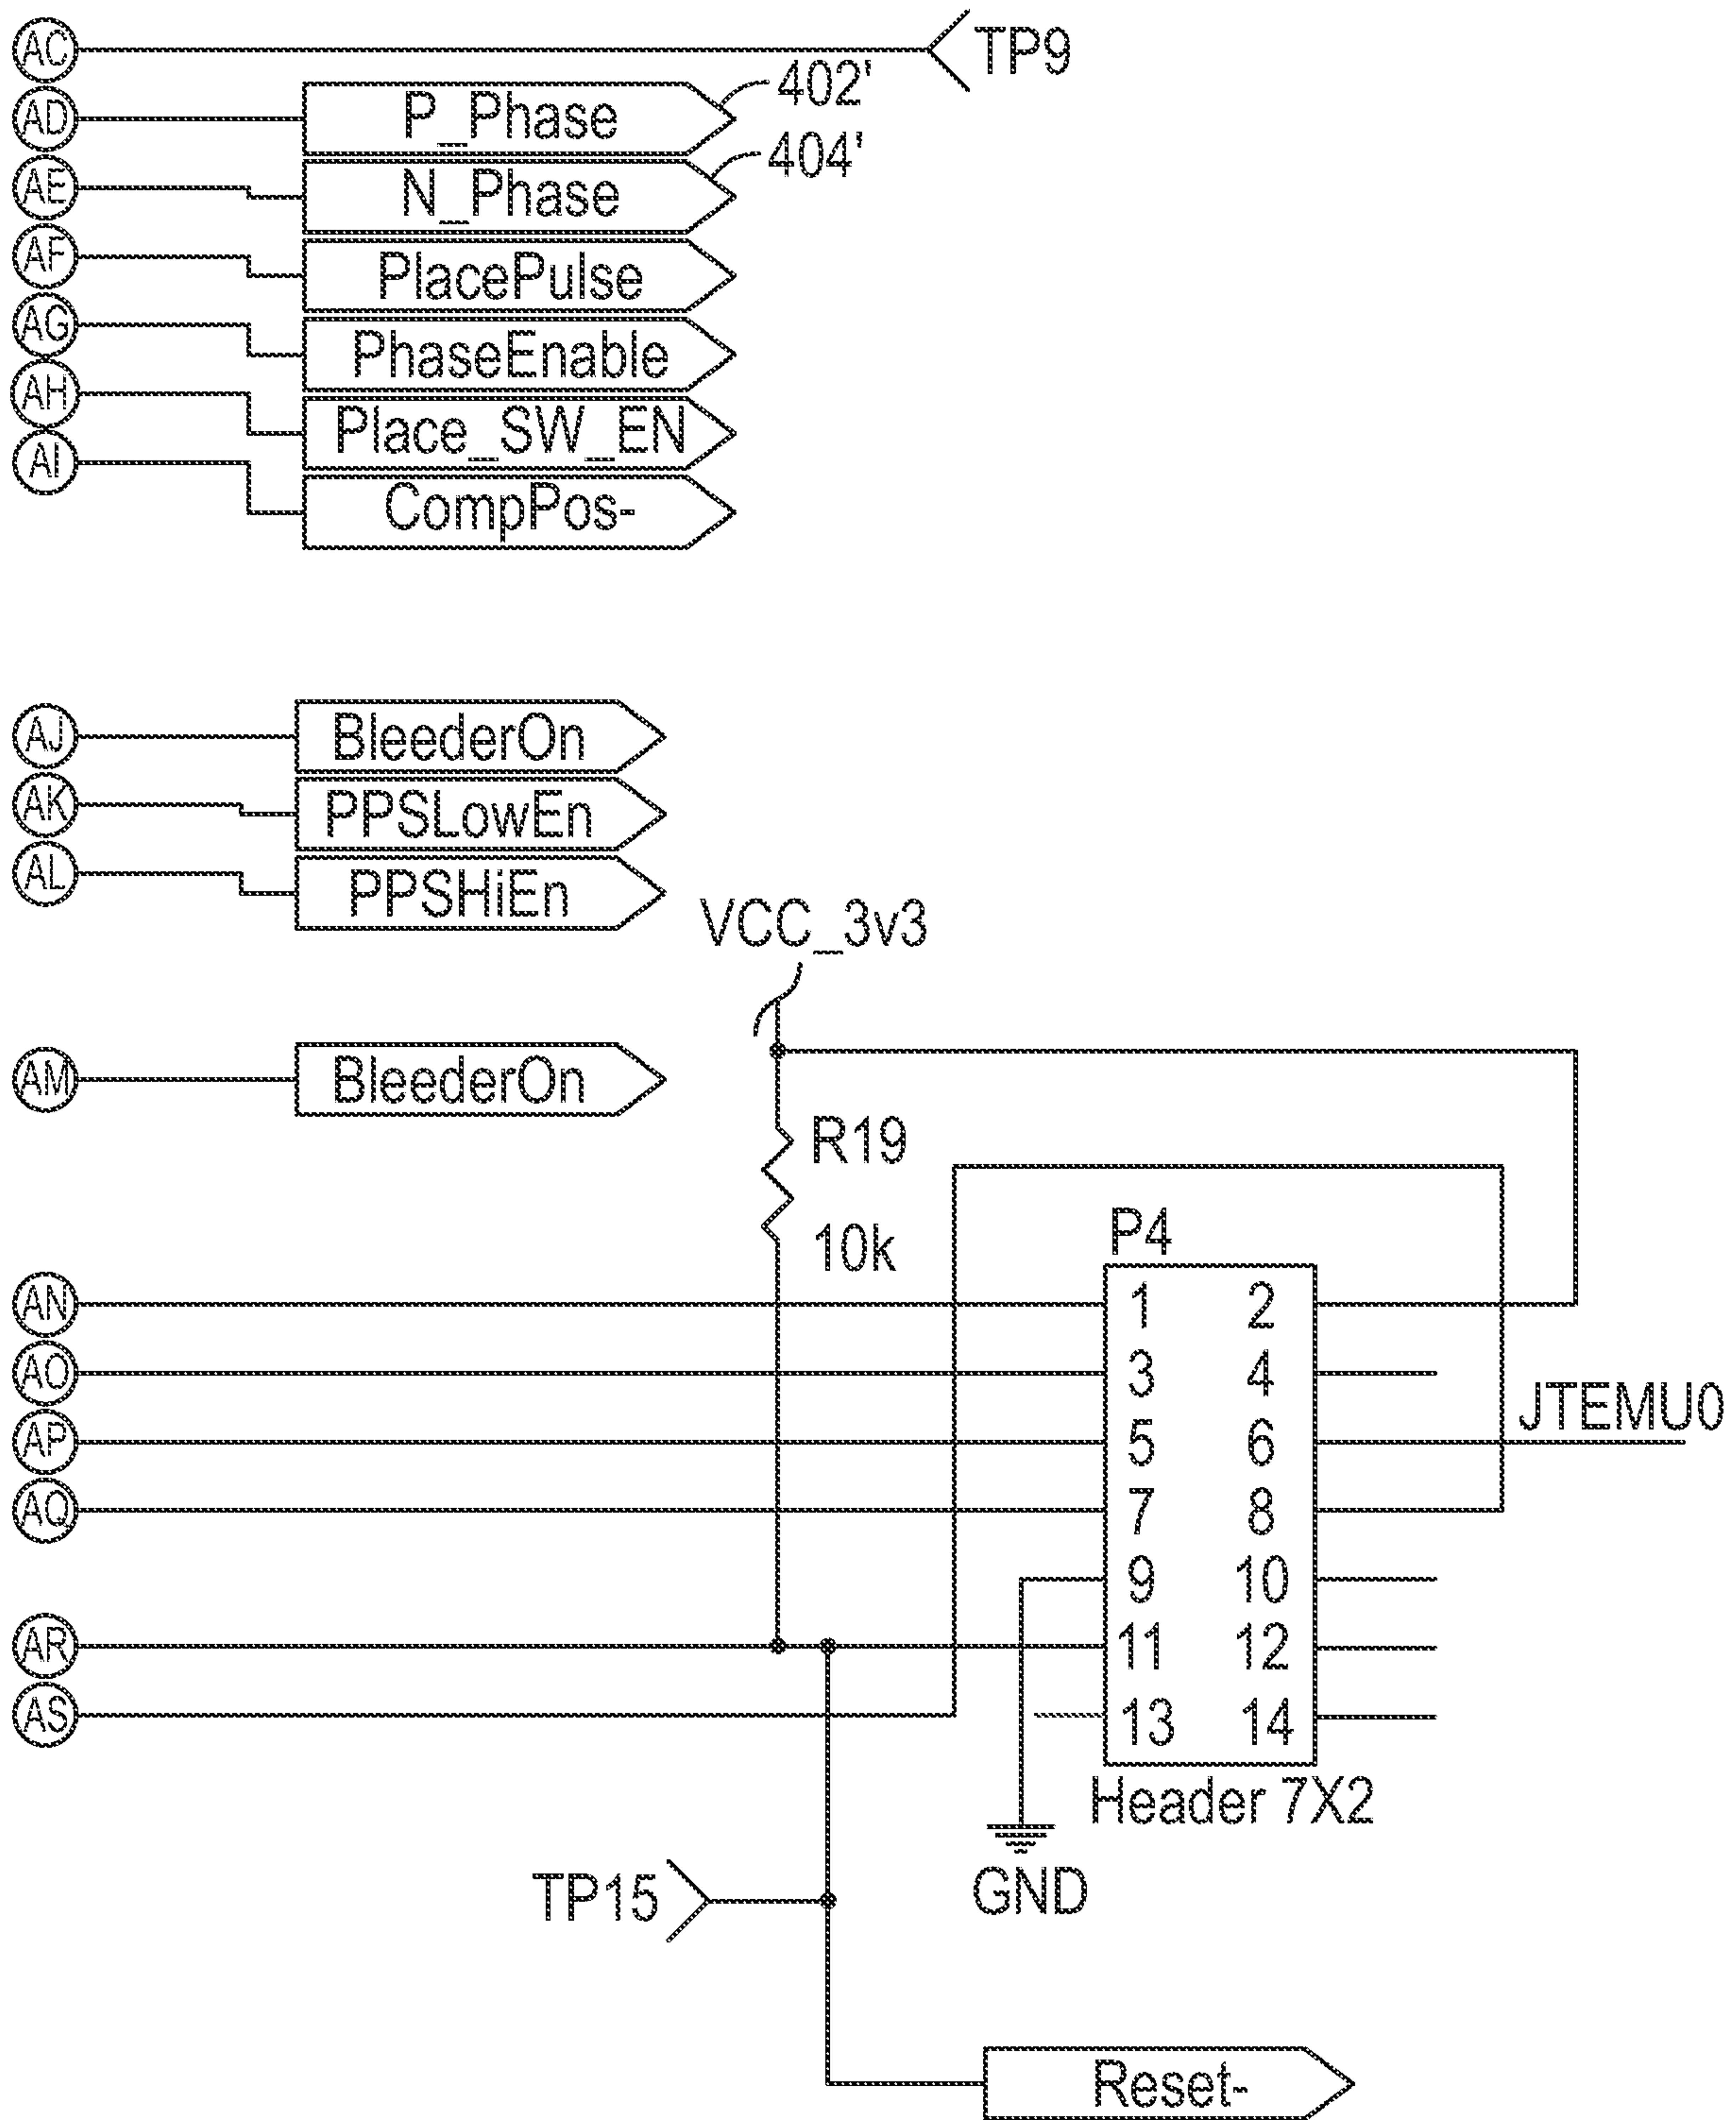 AC TP9
402'
AD P_Phase
404'
AE N_Phase
AF PlacePulse
AG PhaseEnable
AH Place_SW_EN
AI CompPos-
AJ BleederOn
AK PPSLowEn
AL PPSHiEn
VCC_3v3
AM BleederOn
R19
10k
P4
AN 1 2
AO 3 4
JTEMU0
AP 5 6
AQ 7 8
9 10
AR 11 12
AS 13 14
Header 7X2
GND
TP15
Reset-